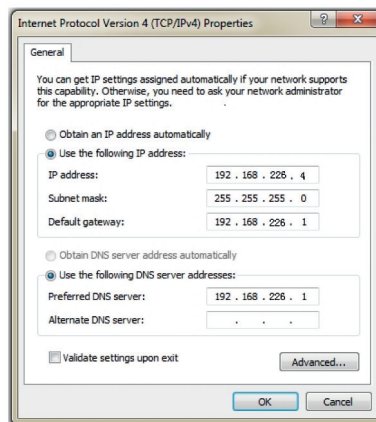 Internet Protocol Version 4 (TCP/IPv4) Properties
General
You can get IP settings assigned automatically if your network supports
this capability. Otherwise, you need to ask your network administrator
for the appropriate IP settings.
Obtain an IP address automatically
Use the following IP address:
IP address: 192 . 168 . 226 . 4
Subnet mask: 255 . 255 . 255 . 0
Default gateway: 192 . 168 . 226 . 1
Obtain DNS server address automatically
Use the following DNS server addresses:
Preferred DNS server: 192 . 168 . 226 . 1
Alternate DNS server: . . .
Validate settings upon exit
Advanced...
OK Cancel